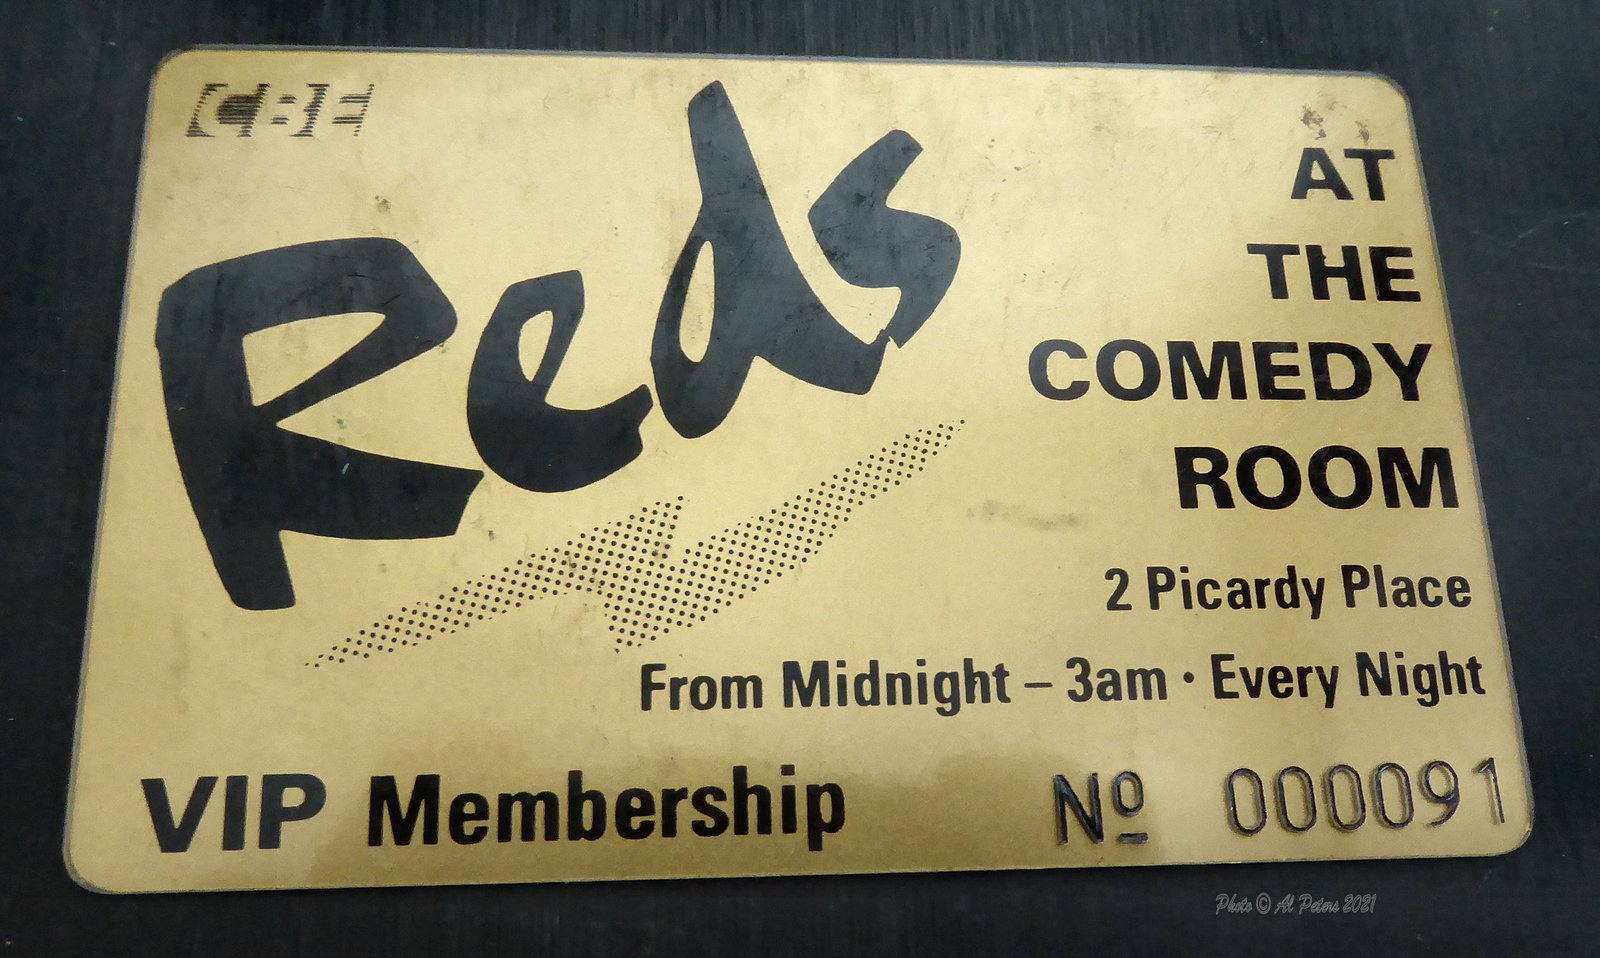 CBE
Reds
AT
THE
COMEDY
ROOM
2 Picardy Place
From Midnight – 3am · Every Night
VIP Membership Nº 000091
Photo © Al Peters 2021